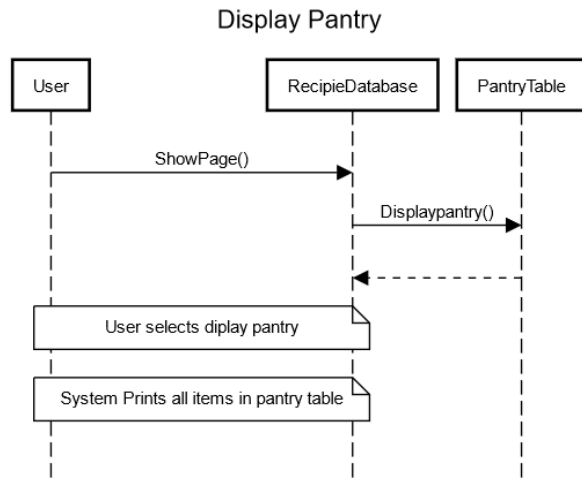 Display Pantry
User
RecipieDatabase
PantryTable
ShowPage()
Displaypantry()
User selects diplay pantry
System Prints all items in pantry table